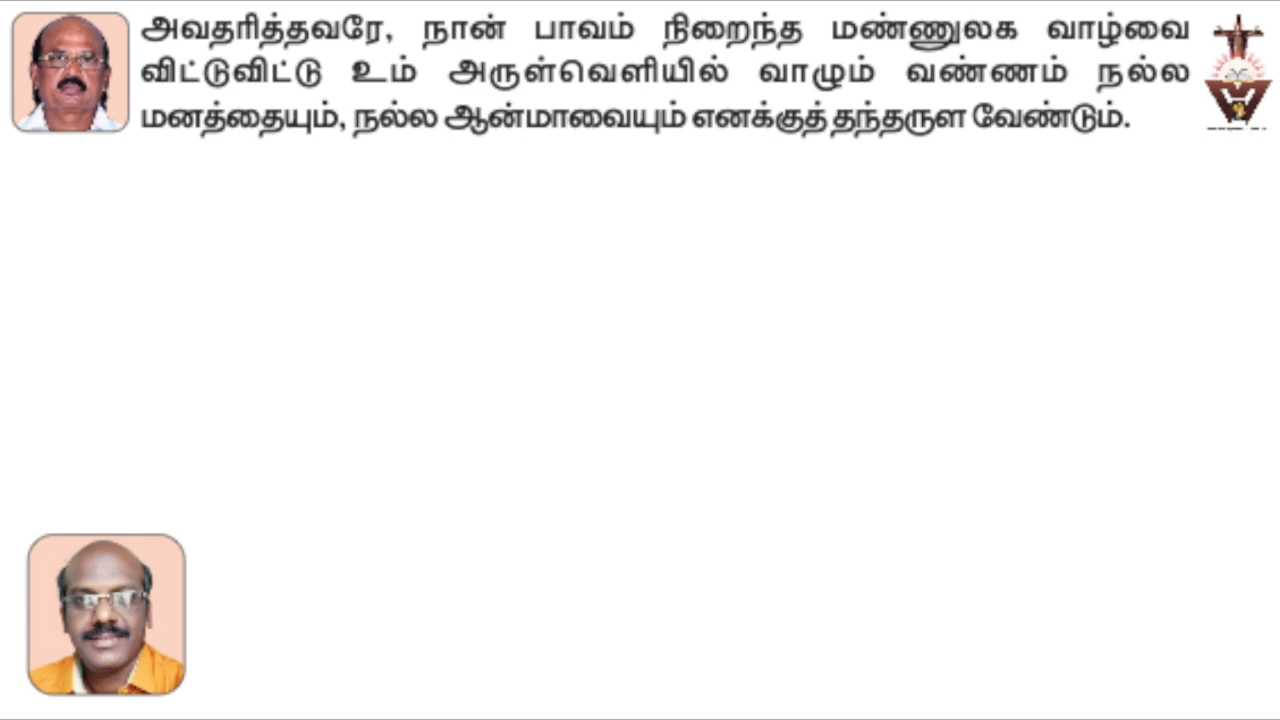 அவதரித்தவரே, நான் பாவம் நிறைந்த மண்ணுலக வாழ்வை
விட்டுவிட்டு உம் அருள்வெளியில் வாழும் வண்ணம் நல்ல
மனத்தையும், நல்ல ஆன்மாவையும் எனக்குத் தந்தருள வேண்டும்.